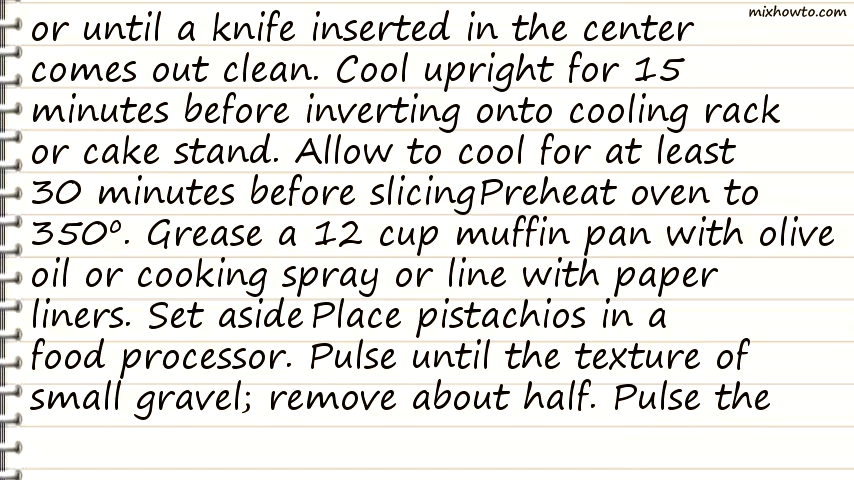 mixhowto.com
or until a knife inserted in the center
comes out clean. Cool upright for 15
minutes before inverting onto cooling rack
or cake stand. Allow to cool for at least
30 minutes before slicingPreheat oven to
350°. Grease a 12 cup muffin pan with olive
oil or cooking spray or line with paper
liners. Set aside Place pistachios in a
food processor. Pulse until the texture of
small gravel; remove about half. Pulse the